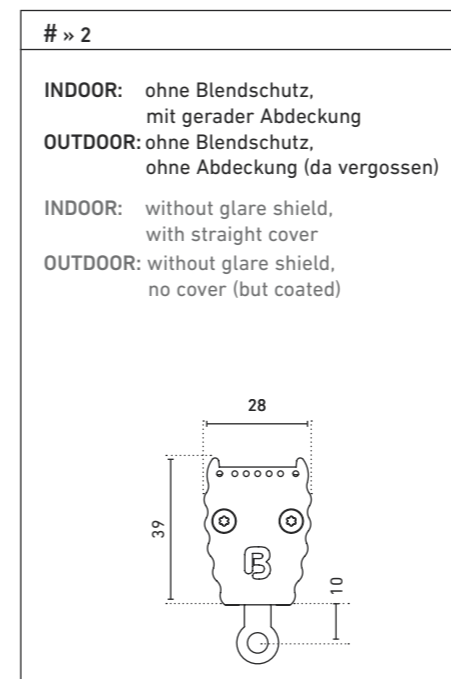 # » 2
INDOOR: ohne Blendschutz,
mit gerader Abdeckung
OUTDOOR: ohne Blendschutz,
ohne Abdeckung (da vergossen)
INDOOR: without glare shield,
with straight cover
OUTDOOR: without glare shield,
no cover (but coated)
28
39
10